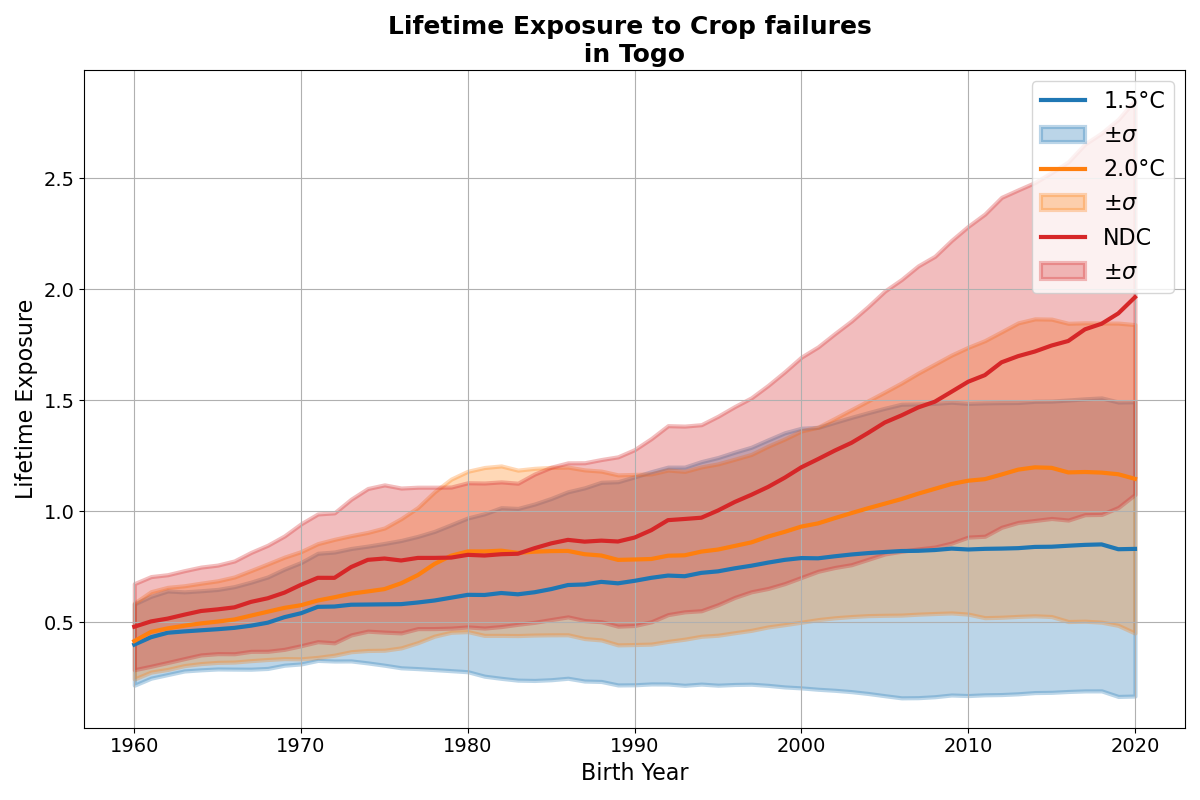 Lifetime Exposure to Crop failures
in Togo
1.5°C
±σ
2.0°C
±σ
NDC
±σ
Lifetime Exposure
2.5
2.0
1.5
1.0
0.5
1960 1970 1980 1990 2000 2010 2020
Birth Year